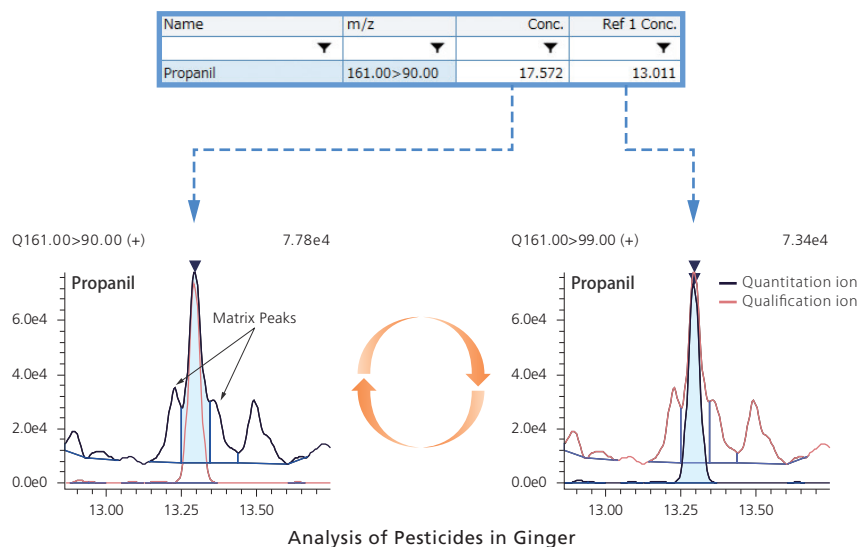 Name m/z Conc. Ref 1 Conc.
Propanil 161.00>90.00 17.572 13.011
Q161.00>90.00 (+) 7.78e4
Q161.00>99.00 (+) 7.34e4
Propanil
Propanil
Quantitation ion
Qualification ion
Matrix Peaks
6.0e4
4.0e4
2.0e4
0.0e0
13.00 13.25 13.50
6.0e4
4.0e4
2.0e4
0.0e0
13.00 13.25 13.50
Analysis of Pesticides in Ginger